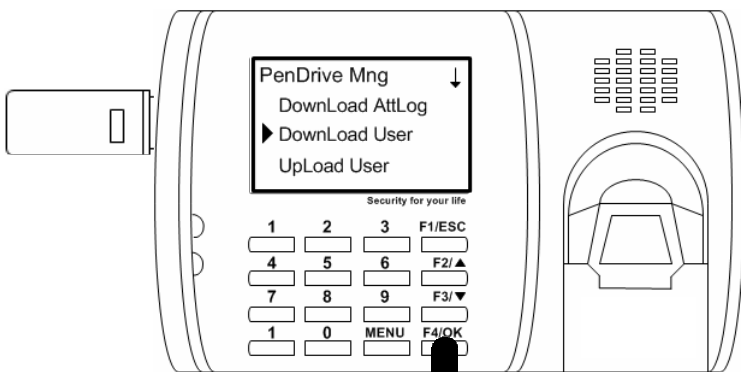 PenDrive Mng ↓
DownLoad AttLog
DownLoad User
UpLoad User
Security for your life
1 2 3 F1/ESC
4 5 6 F2/▲
7 8 9 F3/▼
1 0 MENU F4/OK